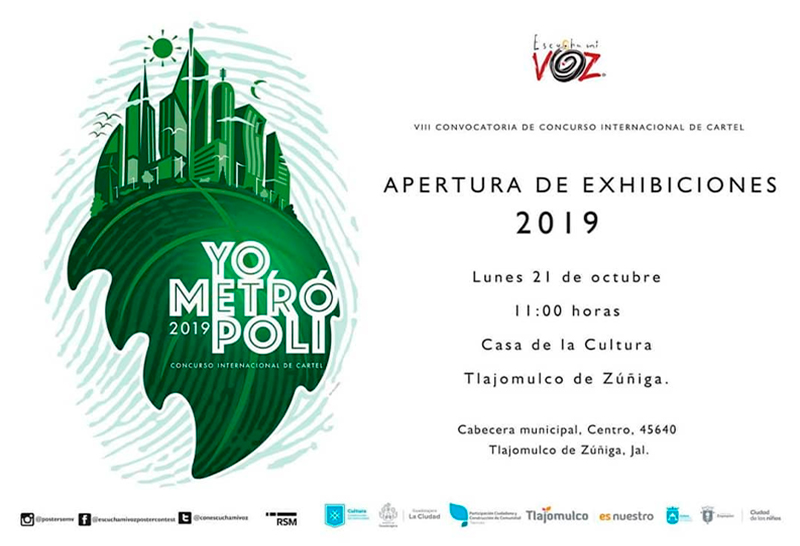 Escucha mi
VOZ
VIII CONVOCATORIA DE CONCURSO INTERNACIONAL DE CARTEL
APERTURA DE EXHIBICIONES
2019
Lunes 21 de octubre
11:00 horas
Casa de la Cultura
Tlajomulco de Zúñiga.
Cabecera municipal, Centro, 45640
Tlajomulco de Zúñiga, Jal.
YO,
METRÓ
2019 POLI
CONCURSO INTERNACIONAL DE CARTEL
@posteremv @escuchamivozpostercontest @conescuchamivoz RSM
Cultura
Guadalajara
La Ciudad
Participación Ciudadana y
Construcción de Comunidad
Tlajomulco
es nuestro
Ciudad
de los niños